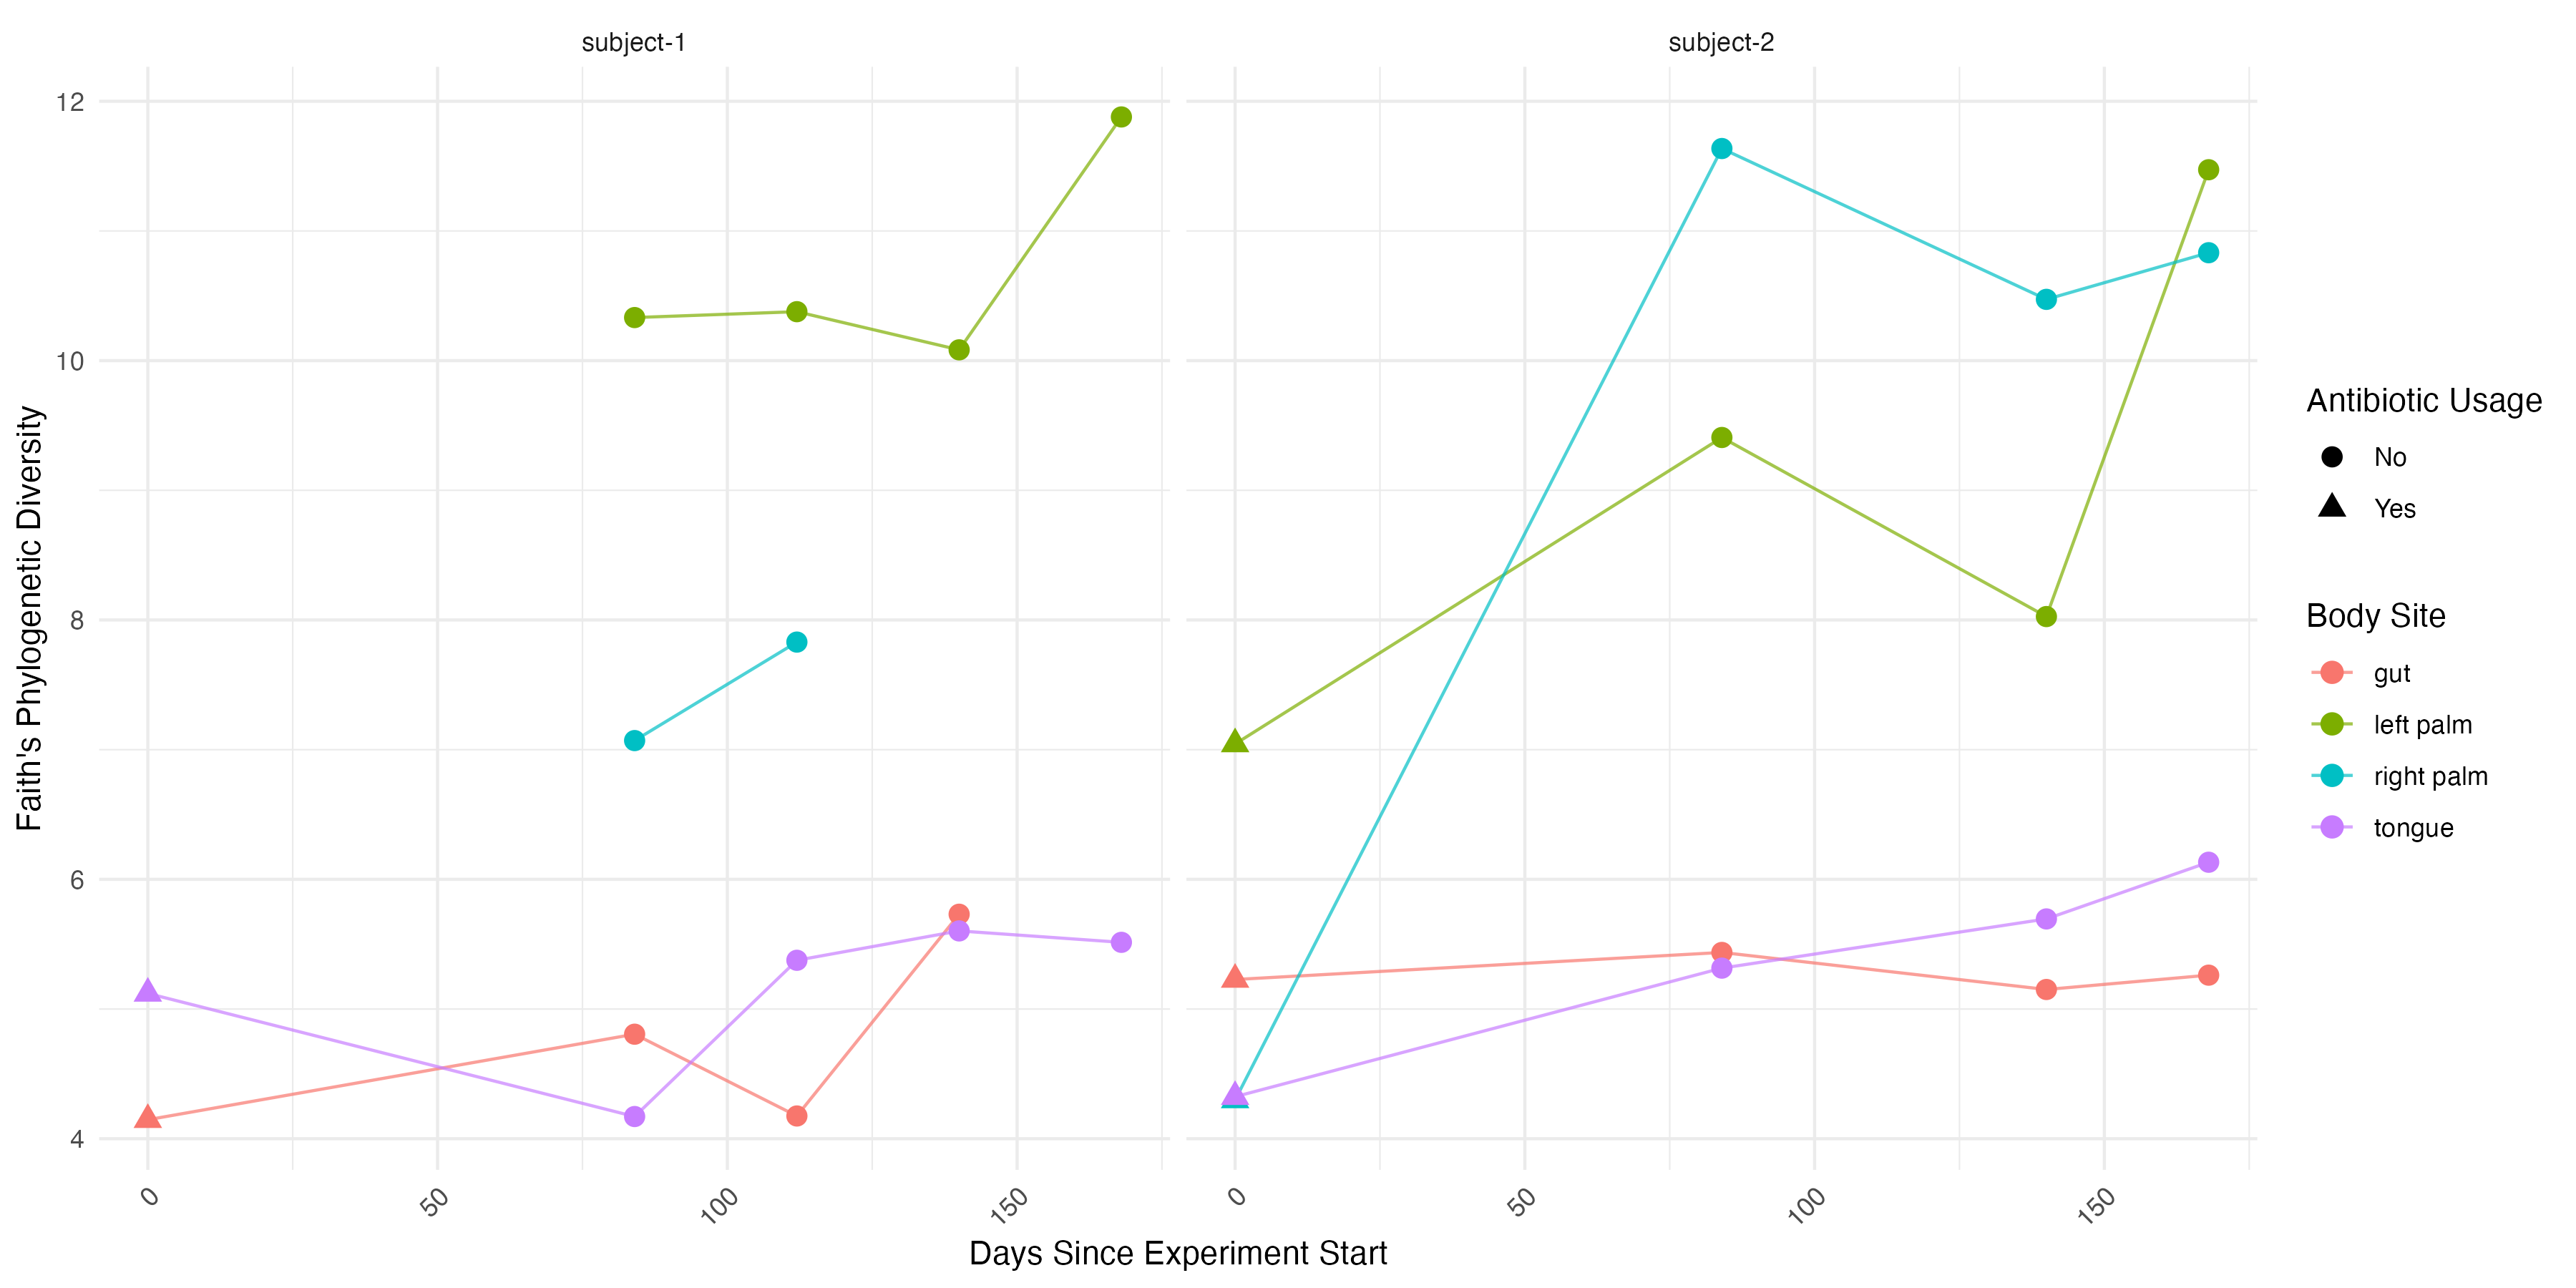 subject-1
subject-2
12
10
8
6
4
Faith's Phylogenetic Diversity
0
50
100
150
0
50
100
150
Days Since Experiment Start
Antibiotic Usage
No
Yes
Body Site
gut
left palm
right palm
tongue